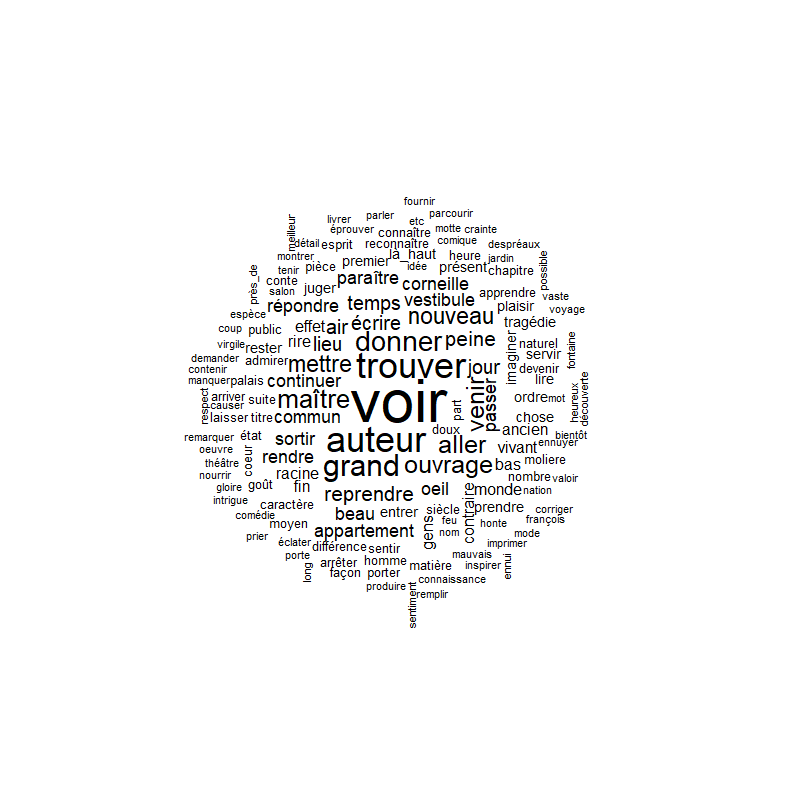 fournir
livrer parler parcourir
meilleur éprouver etc motte crainte
détail esprit reconnaître connaître comique despréaux
montrer premier la_haut heure jardin
tenir pièce idée présent chapitre possible
près_de conte paraître corneille
salon juger apprendre vaste
espèce répondre temps vestibule plaisir voyage
coup public effet air écrire nouveau tragédie
virgile rester rire lieu donner peine imaginer naturel fontaine
demander admirer mettre trouver jour servir
contenir devenir
manquer palais continuer lire
respect arriver suite maître voir venir passer ordre mot heureux découverte
causer
laisser titre commun part chose
remarquer état sortir auteur doux ancien bientôt
oeuvre coeur aller vivant ennuyer
théâtre rendre grand ouvrage bas moliere
nourrir racine nombre valoir
gloire goût fin reprendre oeil monde nation
intrigue caractère beau entrer siècle contraire prendre corriger
comédie moyen gens feu honte françois
prier appartement nom mode
éclater différence sentir imprimer
porte arrêter homme matière mauvais inspirer
long façon porter connaissance ennui
produire remplir
sentiment